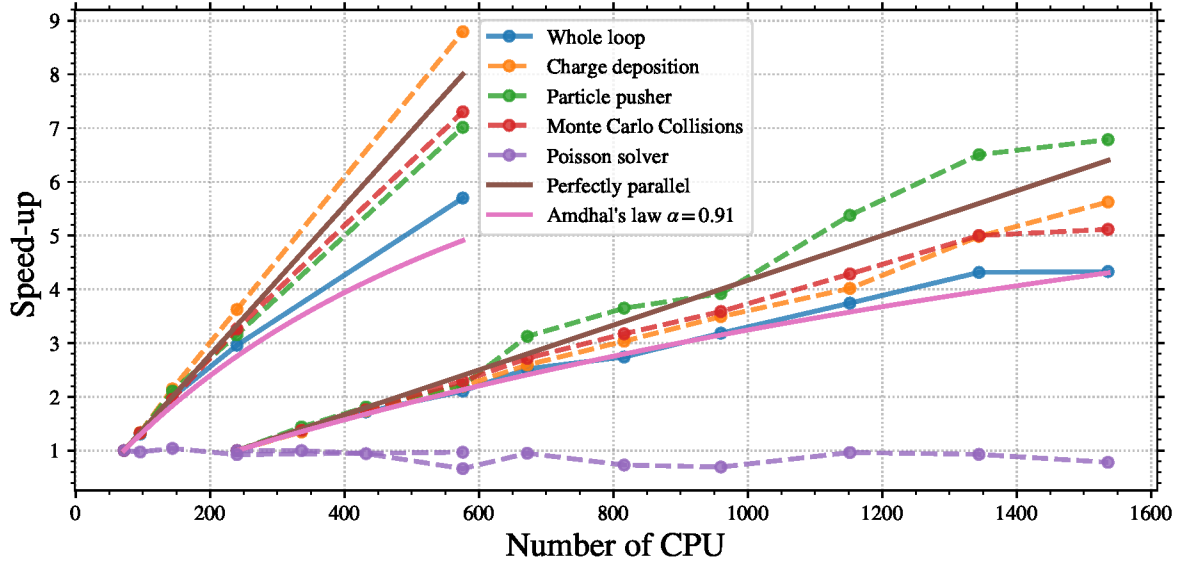 9
8
7
6
5
4
3
2
1
Speed-up
Whole loop
Charge deposition
Particle pusher
Monte Carlo Collisions
Poisson solver
Perfectly parallel
Amdhal's law α=0.91
0 200 400 600 800 1000 1200 1400 1600
Number of CPU